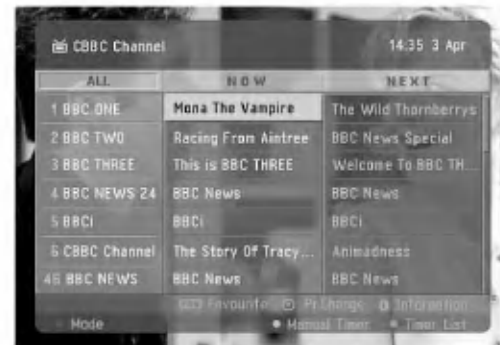 CBBC Channel 14:35 3 Apr
ALL NOW NEXT
1 BBC ONE Mona The Vampire The Wild Thornberrys
2 BBC TWO Racing From Aintree BBC News Special
3 BBC THREE This is BBC THREE Welcome To BBC TH...
4 BBC NEWS 24 BBC News BBC News
5 BBCi BBCi BBCi
6 CBBC Channel The Story Of Tracy... Animadness
46 BBC NEWS BBC News BBC News
Favourite Pr.Change Information
Mode Manual Timer Timer List